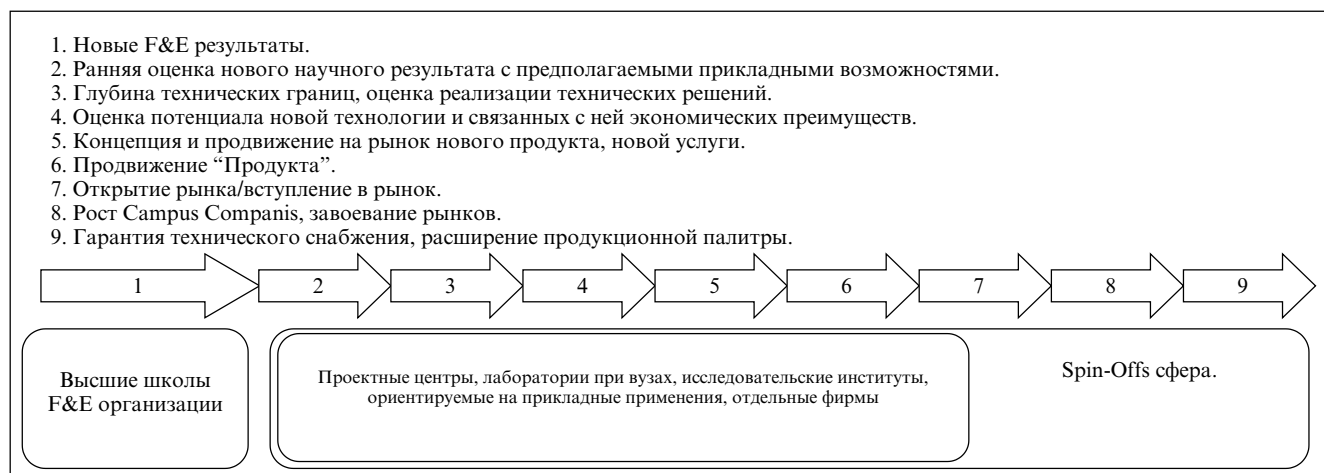 1. Новые F&E результаты.
2. Ранняя оценка нового научного результата с предполагаемыми прикладными возможностями.
3. Глубина технических границ, оценка реализации технических решений.
4. Оценка потенциала новой технологии и связанных с ней экономических преимуществ.
5. Концепция и продвижение на рынок нового продукта, новой услуги.
6. Продвижение “Продукта”.
7. Открытие рынка/вступление в рынок.
8. Рост Campus Companis, завоевание рынков.
9. Гарантия технического снабжения, расширение продукционной палитры.
1 2 3 4 5 6 7 8 9
Высшие школы
F&E организации
Проектные центры, лаборатории при вузах, исследовательские институты,
ориентируемые на прикладные применения, отдельные фирмы
Spin-Offs сфера.